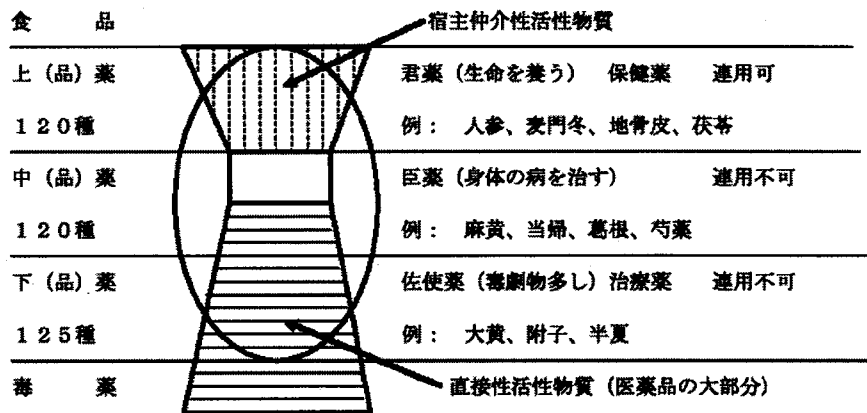 食　品　宿主仲介性活性物質
上（品）薬　君薬（生命を養う）　保健薬　連用可
１２０種　例：　人参、麦門冬、地骨皮、茯苓
中（品）薬　臣薬（身体の病を治す）　連用不可
１２０種　例：　麻黄、当帰、葛根、芍薬
下（品）薬　佐使薬（毒劇物多し）治療薬　連用不可
１２５種　例：　大黄、附子、半夏
毒　薬　直接性活性物質（医薬品の大部分）